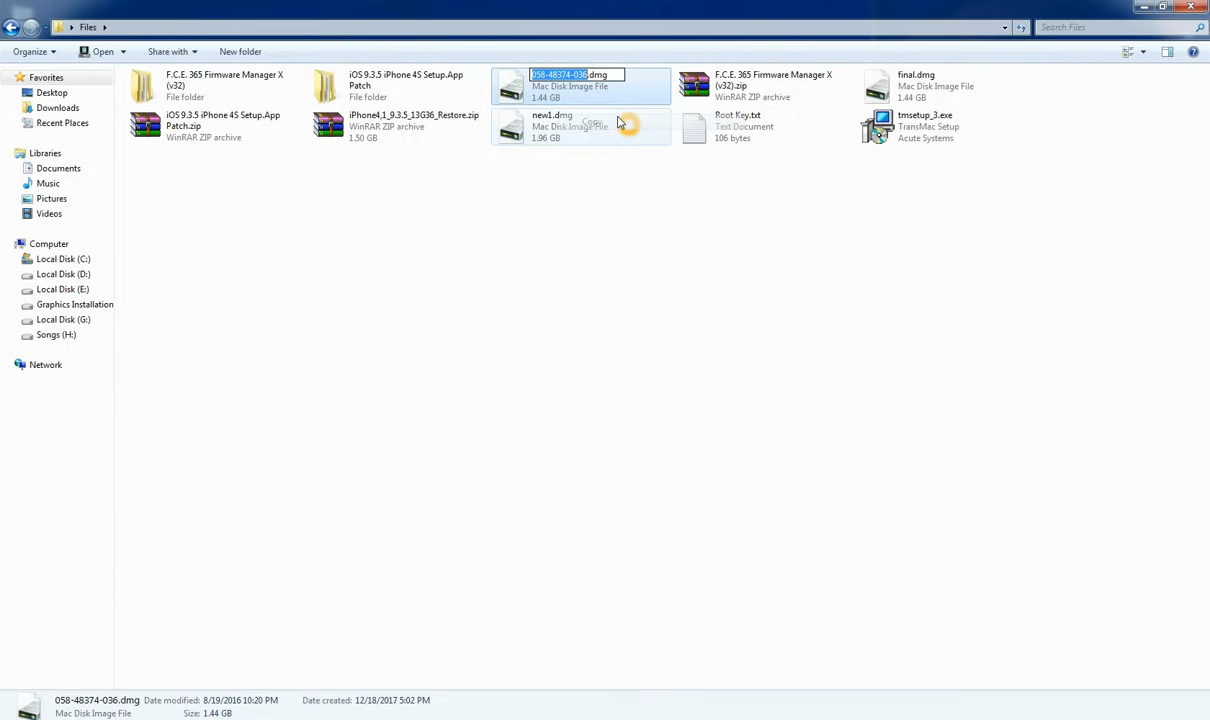 Files
Search Files
Organize
Open
Share with
New folder
Favorites
Desktop
Downloads
Recent Places
Libraries
Documents
Music
Pictures
Videos
Computer
Local Disk (C:)
Local Disk (D:)
Local Disk (E:)
Graphics Installation
Local Disk (G:)
Songs (H:)
Network
F.C.E. 365 Firmware Manager X
(v32)
File folder
iOS 9.3.5 iPhone 4S Setup.App
Patch
File folder
058-48374-036.dmg
Mac Disk Image File
1.44 GB
F.C.E. 365 Firmware Manager X
(v32).zip
WinRAR ZIP archive
final.dmg
Mac Disk Image File
1.44 GB
iOS 9.3.5 iPhone 4S Setup.App
Patch.zip
WinRAR ZIP archive
iPhone4,1_9.3.5_13G36_Restore.zip
WinRAR ZIP archive
1.50 GB
new1.dmg
Mac Disk Image File
1.96 GB
Copy
Root Key.txt
Text Document
106 bytes
tmsetup_3.exe
TransMac Setup
Acute Systems
058-48374-036.dmg Date modified: 8/19/2016 10:20 PM Date created: 12/18/2017 5:02 PM
Mac Disk Image File Size: 1.44 GB